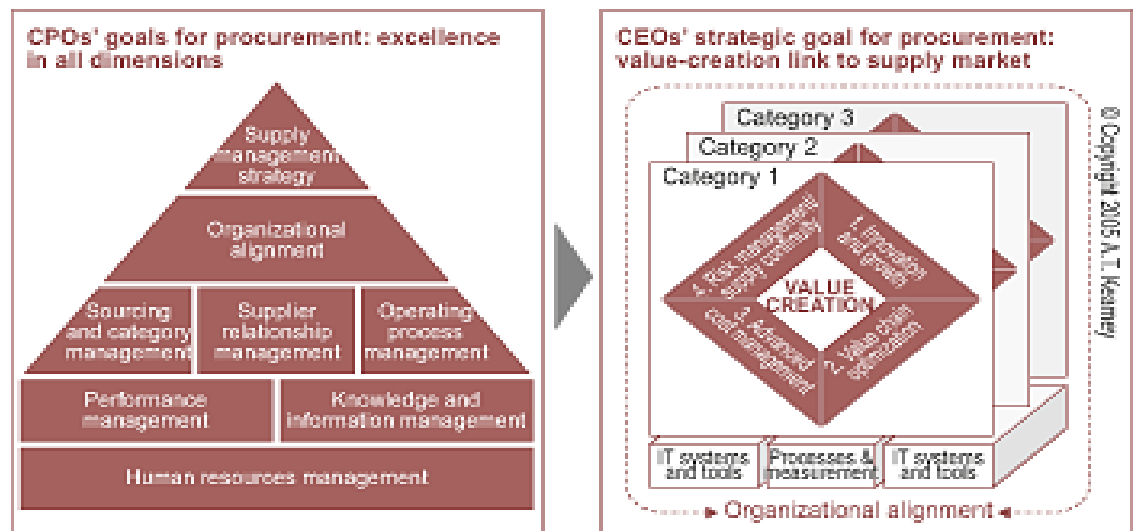 CPOs' goals for procurement: excellence
in all dimensions
Supply
management
strategy
Organizational
alignment
Sourcing
and category
management
Supplier
relationship
management
Operating
process
management
Performance
management
Knowledge and
information management
Human resources management
CEOs' strategic goal for procurement:
value-creation link to supply market
Category 3
Category 2
Category 1
4. Risk management/
supply continuity
1. Innovation
and growth
VALUE
CREATION
3. Advanced
cost management
2. Value chain
optimization
IT systems
and tools
Processes &
measurement
IT systems
and tools
Organizational alignment
© Copyright 2005 A.T. Kearney